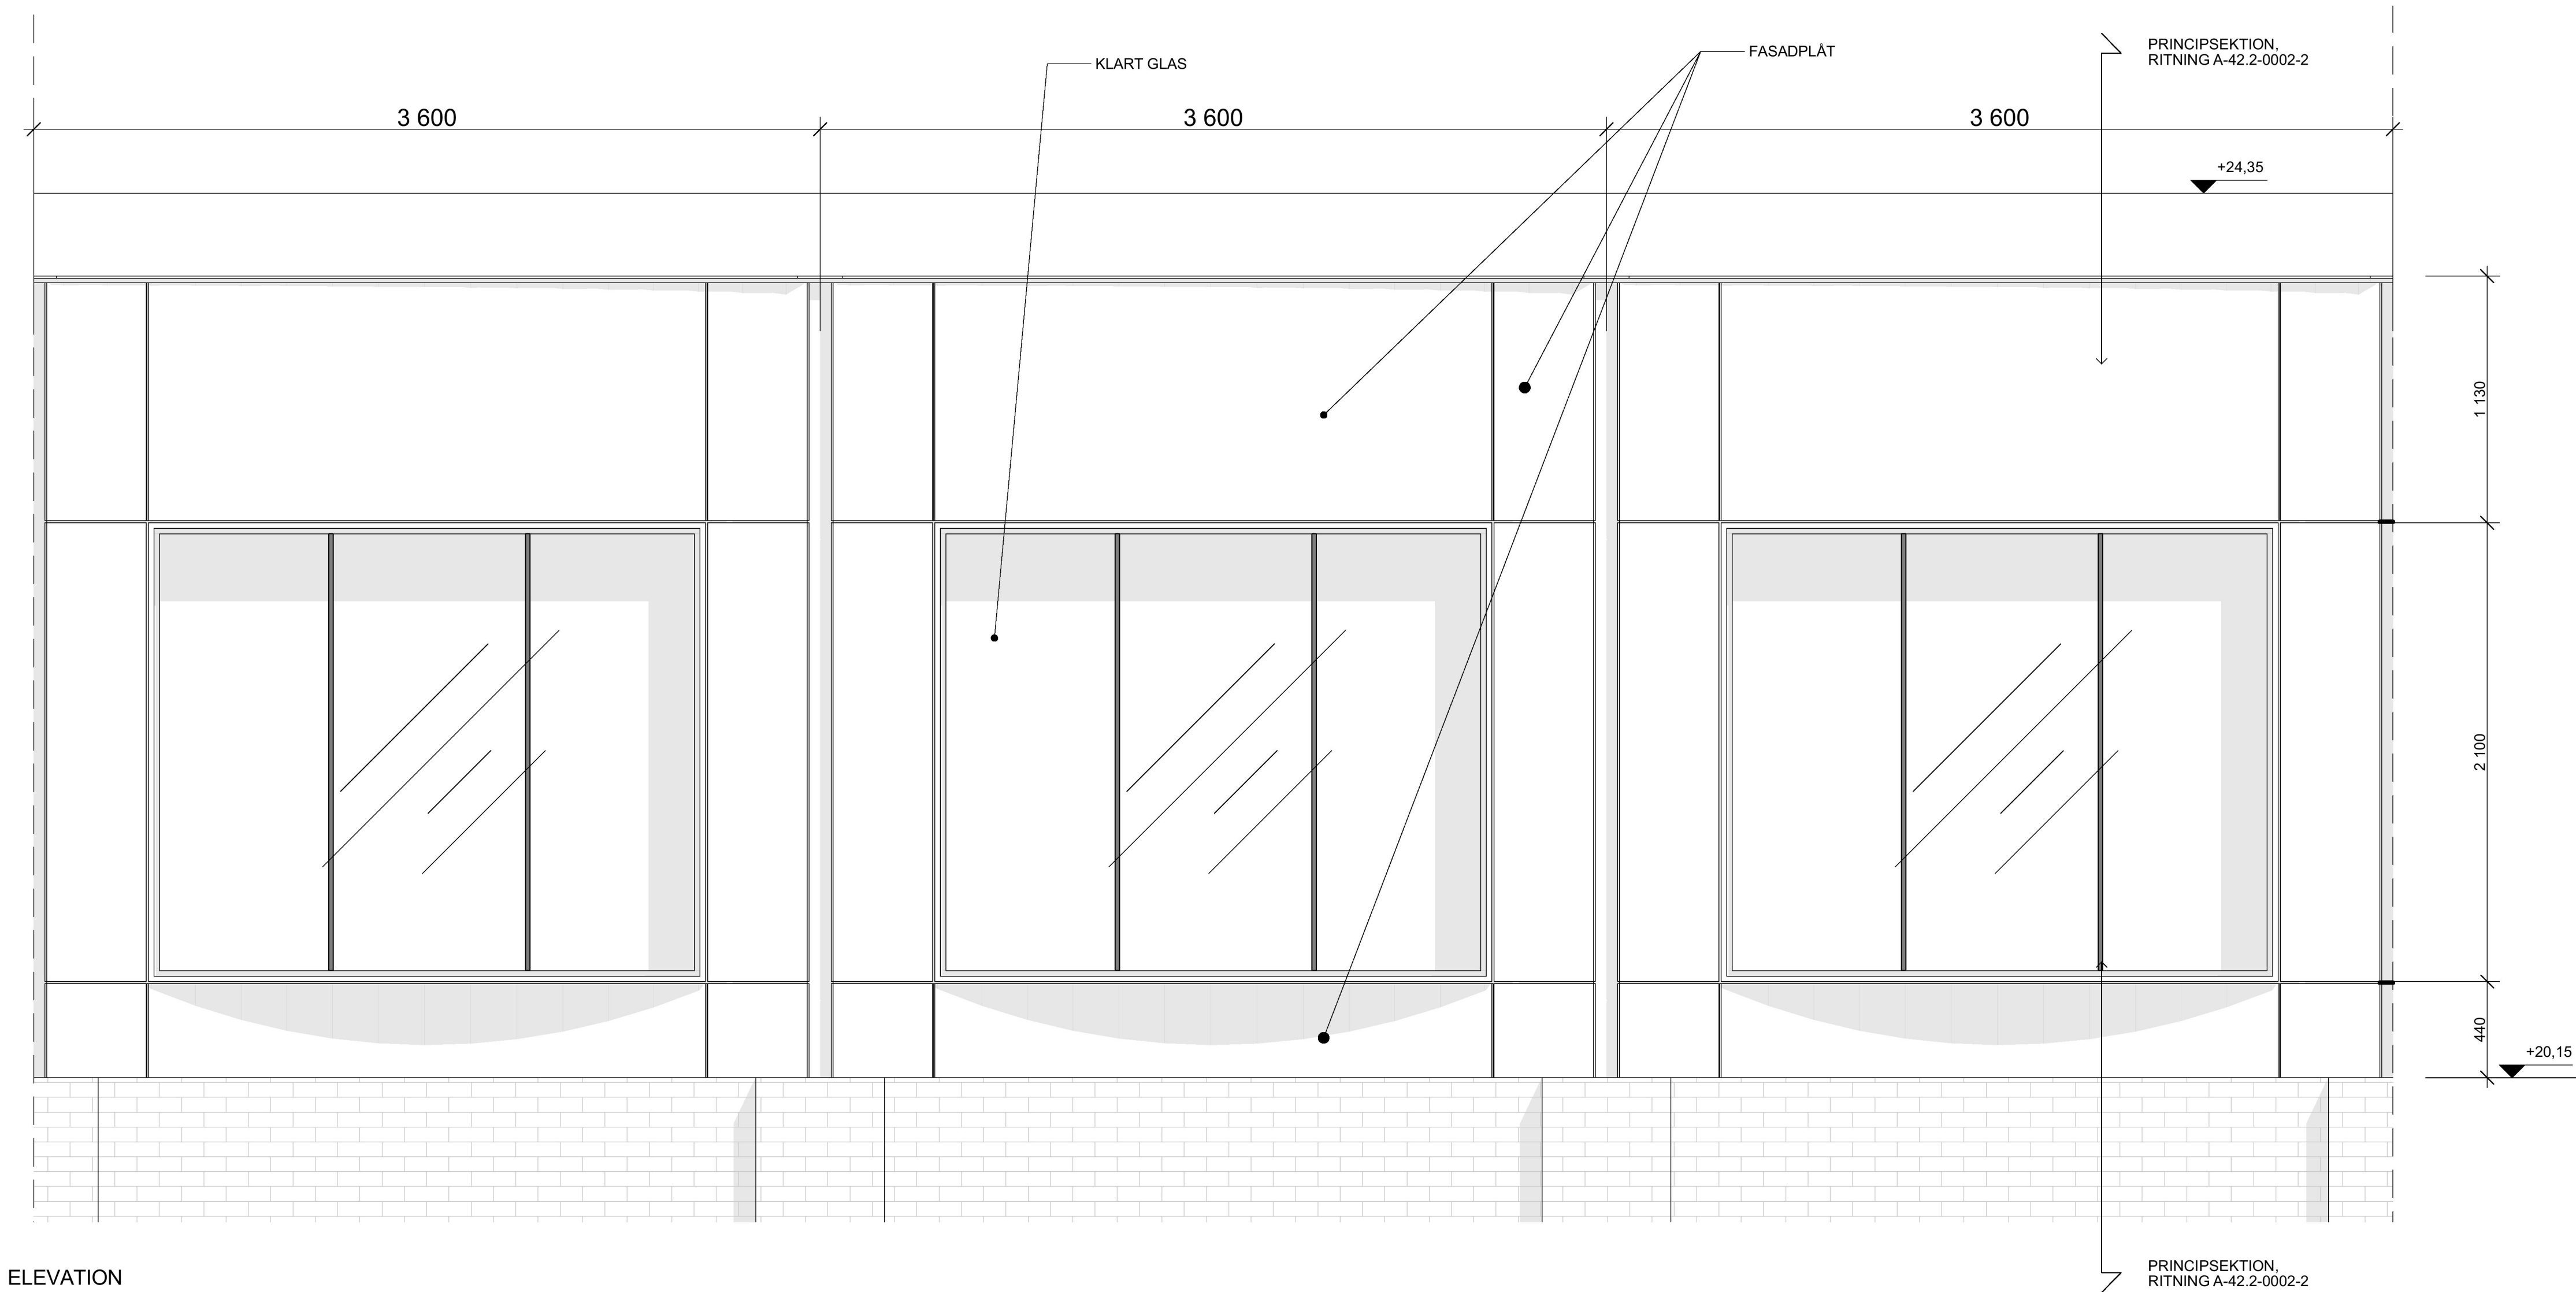 PRINCIPSEKTION,
RITNING A-42.2-0002-2
FASADPLÅT
KLART GLAS
3 600
3 600
3 600
+24,35
1 130
2 100
440
+20,15
ELEVATION
PRINCIPSEKTION,
RITNING A-42.2-0002-2